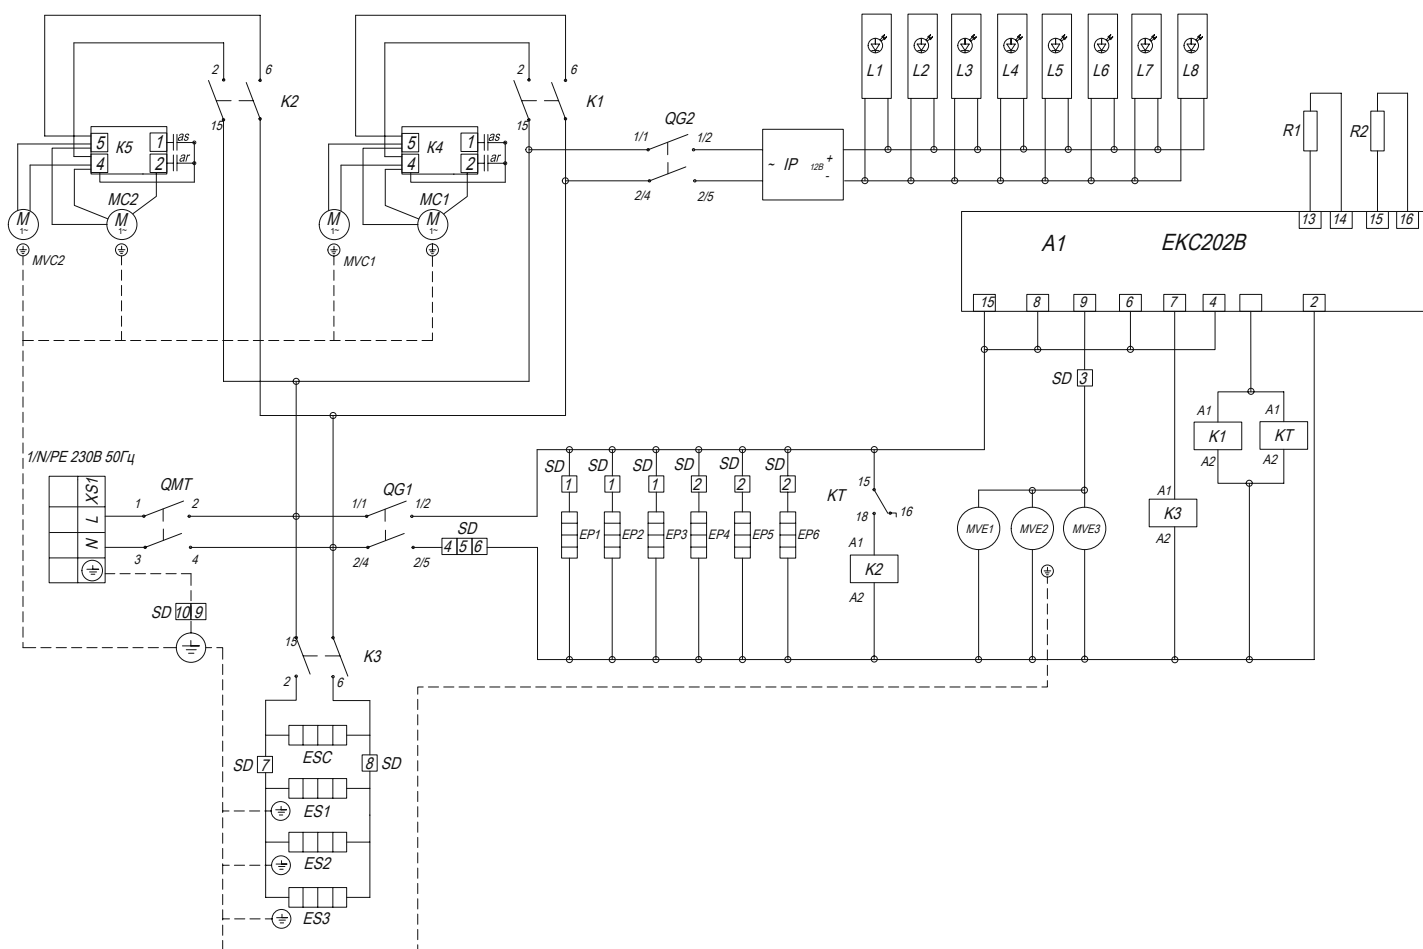 L1 L2 L3 L4 L5 L6 L7 L8
2 6 K2
15
2 6 K1
15
K5 5 4 1 2 as ar
K4 5 4 1 2 as ar
MC2 M 1~
M 1~ MVC2
MC1 M 1~
M 1~ MVC1
QG2
1/1 1/2
2/4 2/5
~ IP 12В + -
R1 R2
13 14 15 16
A1 EKC202B
15 8 9 6 7 4 2
SD 3
1/N/PE 230В 50Гц
XS1
L
N
QMT
1 2
3 4
QG1
1/1 1/2
2/4 2/5
SD
4 5 6
SD SD SD SD SD SD
1 1 1 2 2 2
EP1 EP2 EP3 EP4 EP5 EP6
KT
15
18 16
A1
K2
A2
MVE1 MVE2 MVE3
A1
K3
A2
A1 A1
K1 KT
A2 A2
SD 10 9
15 K3
2 6
ESC
SD 7 8 SD
ES1
ES2
ES3